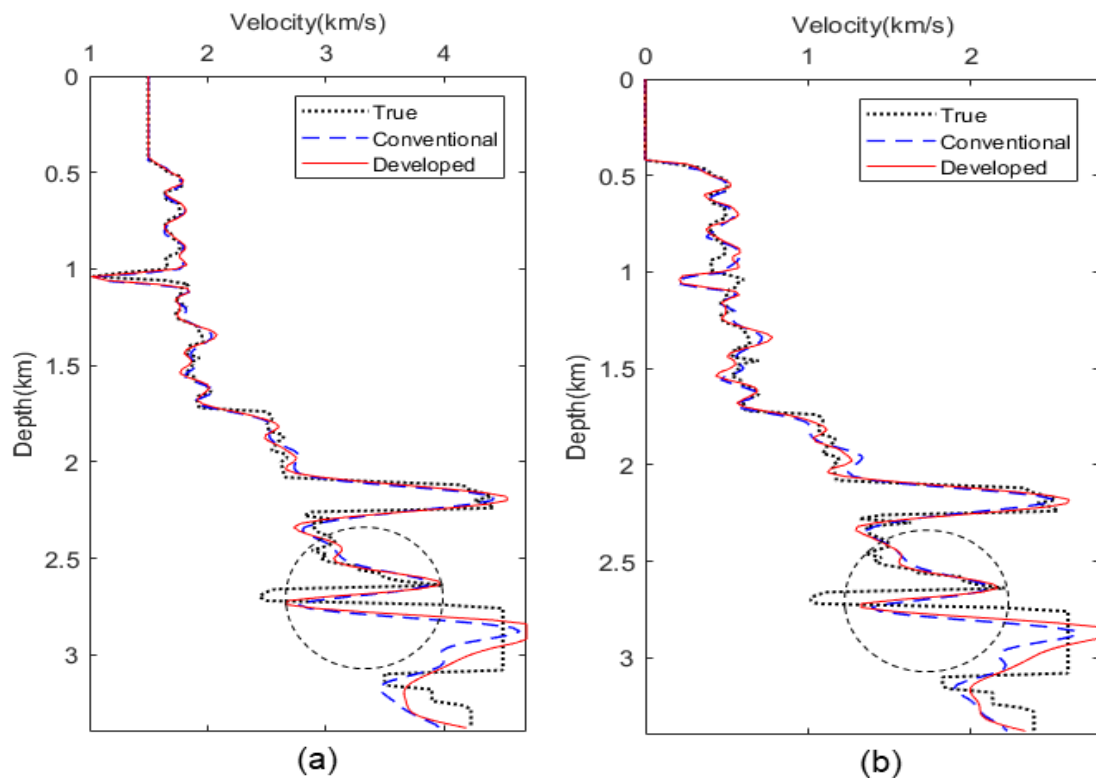 Velocity(km/s)
1 2 3 4
0
0.5
1
1.5
2
2.5
3
Depth(km)
True
Conventional
Developed
(a)
Velocity(km/s)
0 1 2
0
0.5
1
1.5
2
2.5
3
Depth(km)
True
Conventional
Developed
(b)